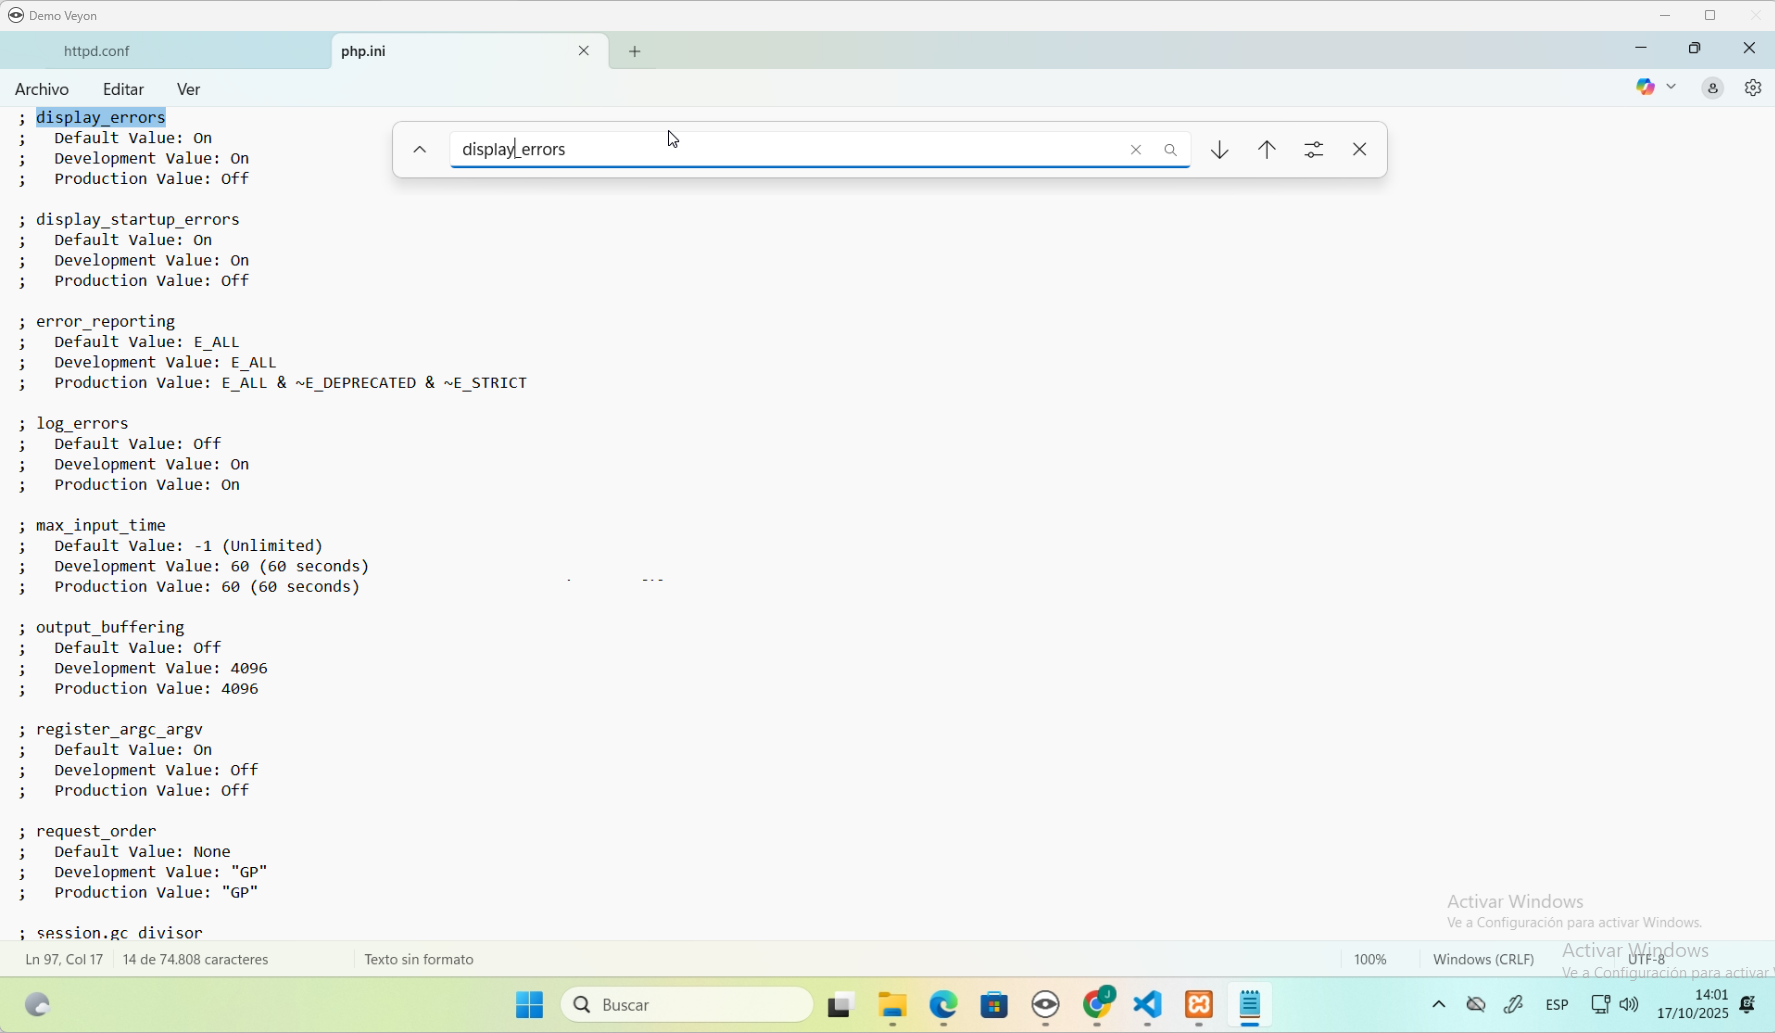 Demo Veyon
httpd.conf
php.ini
Archivo Editar Ver
display_errors
; display_errors
;   Default Value: On
;   Development Value: On
;   Production Value: Off
; display_startup_errors
;   Default Value: On
;   Development Value: On
;   Production Value: Off
; error_reporting
;   Default Value: E_ALL
;   Development Value: E_ALL
;   Production Value: E_ALL & ~E_DEPRECATED & ~E_STRICT
; log_errors
;   Default Value: Off
;   Development Value: On
;   Production Value: On
; max_input_time
;   Default Value: -1 (Unlimited)
;   Development Value: 60 (60 seconds)
;   Production Value: 60 (60 seconds)
; output_buffering
;   Default Value: Off
;   Development Value: 4096
;   Production Value: 4096
; register_argc_argv
;   Default Value: On
;   Development Value: Off
;   Production Value: Off
; request_order
;   Default Value: None
;   Development Value: "GP"
;   Production Value: "GP"
; session.gc_divisor
Activar Windows
Ve a Configuración para activar Windows.
Ln 97, Col 17 14 de 74.808 caracteres Texto sin formato 100% Windows (CRLF) UTF-8
Activar Windows
Ve a Configuración para activar
Buscar
J
ESP
14:01
17/10/2025